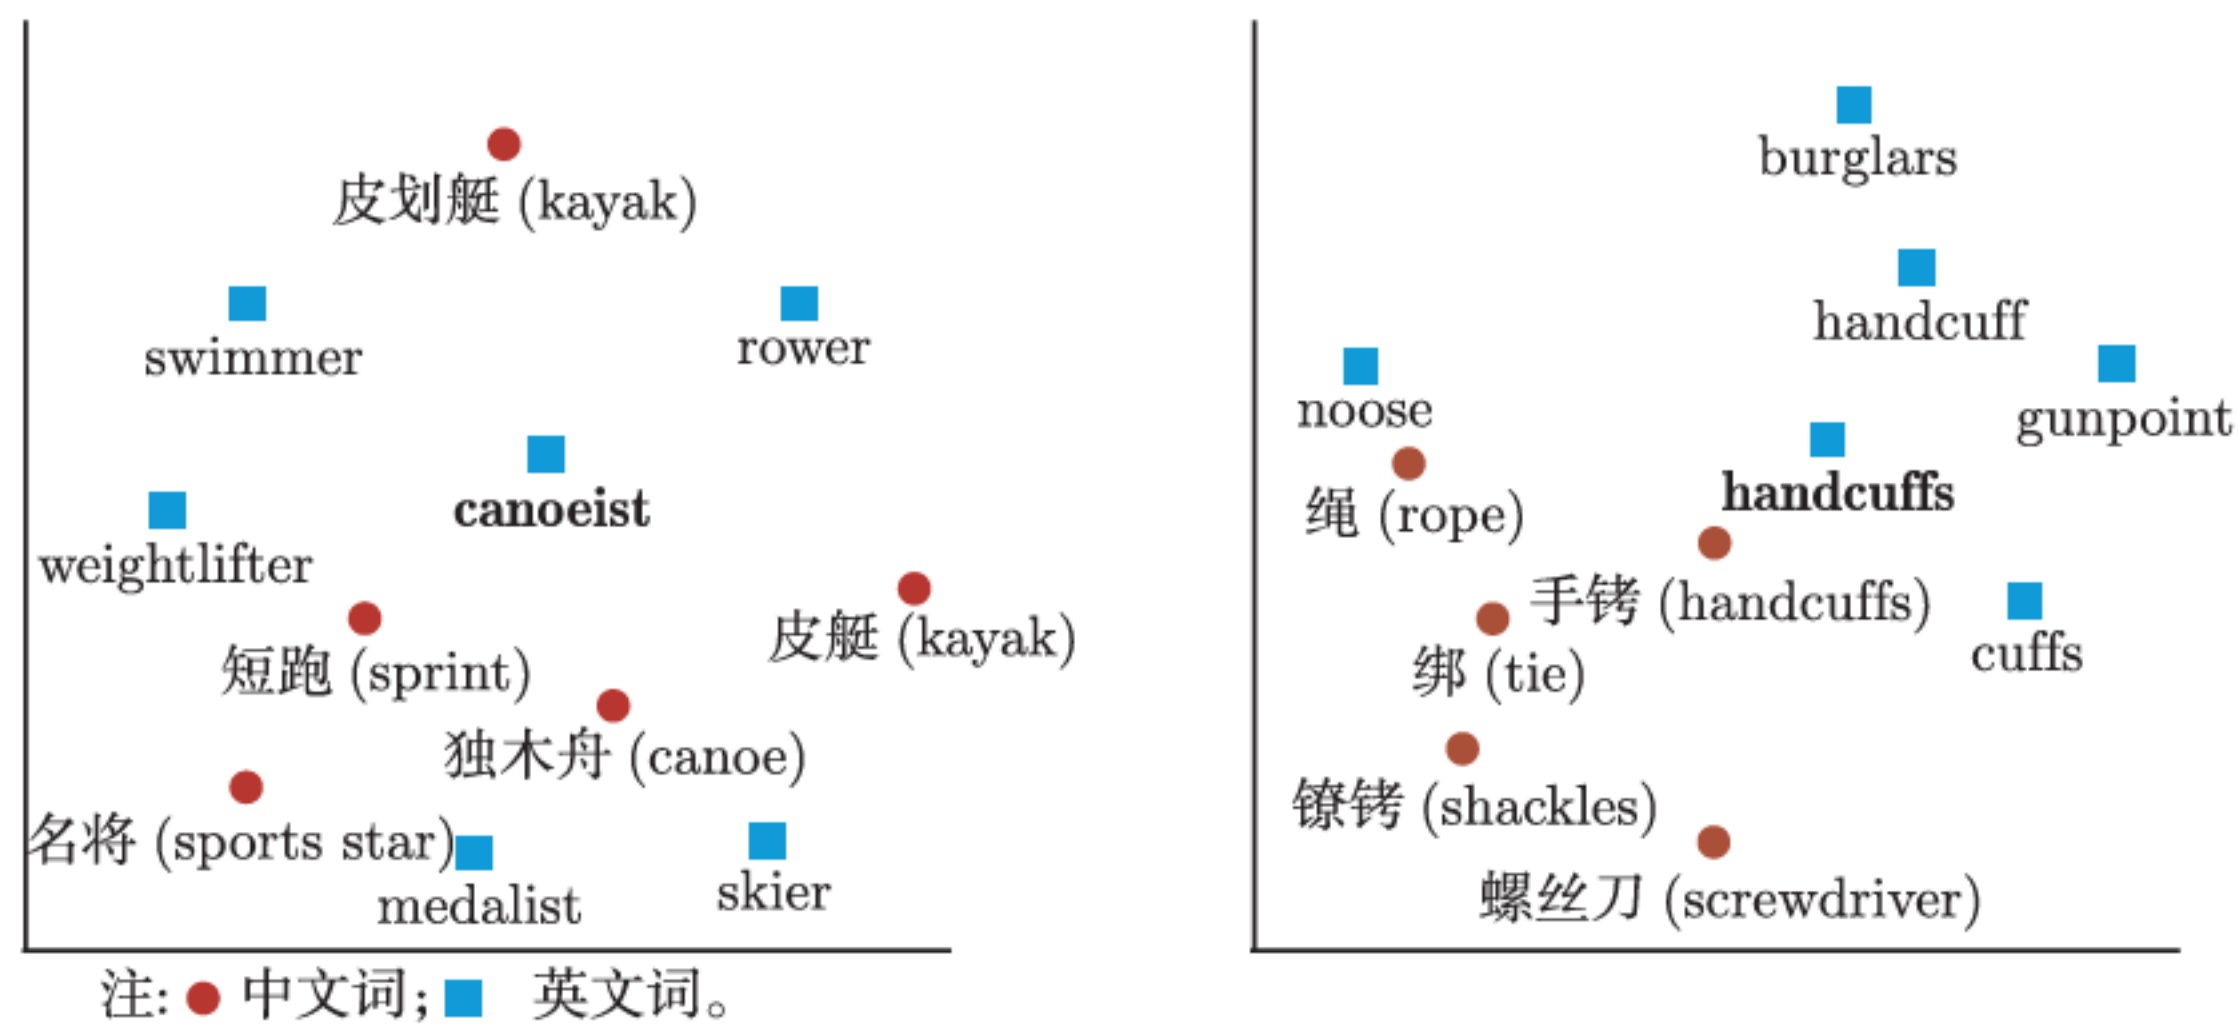 皮划艇 (kayak)
swimmer
rower
canoeist
weightlifter
短跑 (sprint)
皮艇 (kayak)
独木舟 (canoe)
名将 (sports star)
medalist
skier
注: 中文词; 英文词。
burglars
handcuff
noose
gunpoint
handcuffs
绳 (rope)
手铐 (handcuffs)
绑 (tie)
cuffs
镣铐 (shackles)
螺丝刀 (screwdriver)